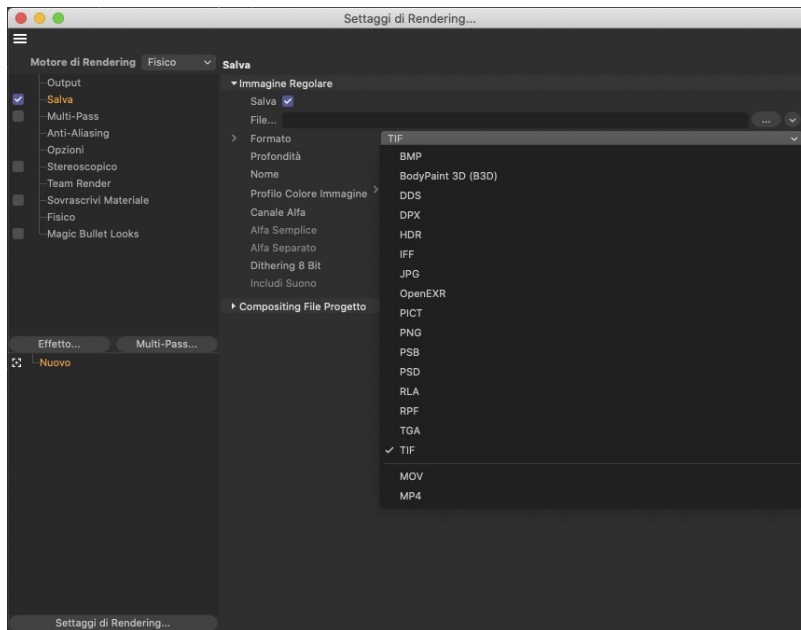 Settaggi di Rendering...
Motore di Rendering Fisico
Output
Salva
Multi-Pass
Anti-Aliasing
Opzioni
Stereoscopico
Team Render
Sovrascrivi Materiale
Fisico
Magic Bullet Looks
Effetto... Multi-Pass...
Nuovo
Settaggi di Rendering...
Salva
Immagine Regolare
Salva
File... ...
Formato TIF
Profondità
Nome
Profilo Colore Immagine
Canale Alfa
Alfa Semplice
Alfa Separato
Dithering 8 Bit
Includi Suono
Compositing File Progetto
BMP
BodyPaint 3D (B3D)
DDS
DPX
HDR
IFF
JPG
OpenEXR
PICT
PNG
PSB
PSD
RLA
RPF
TGA
TIF
MOV
MP4